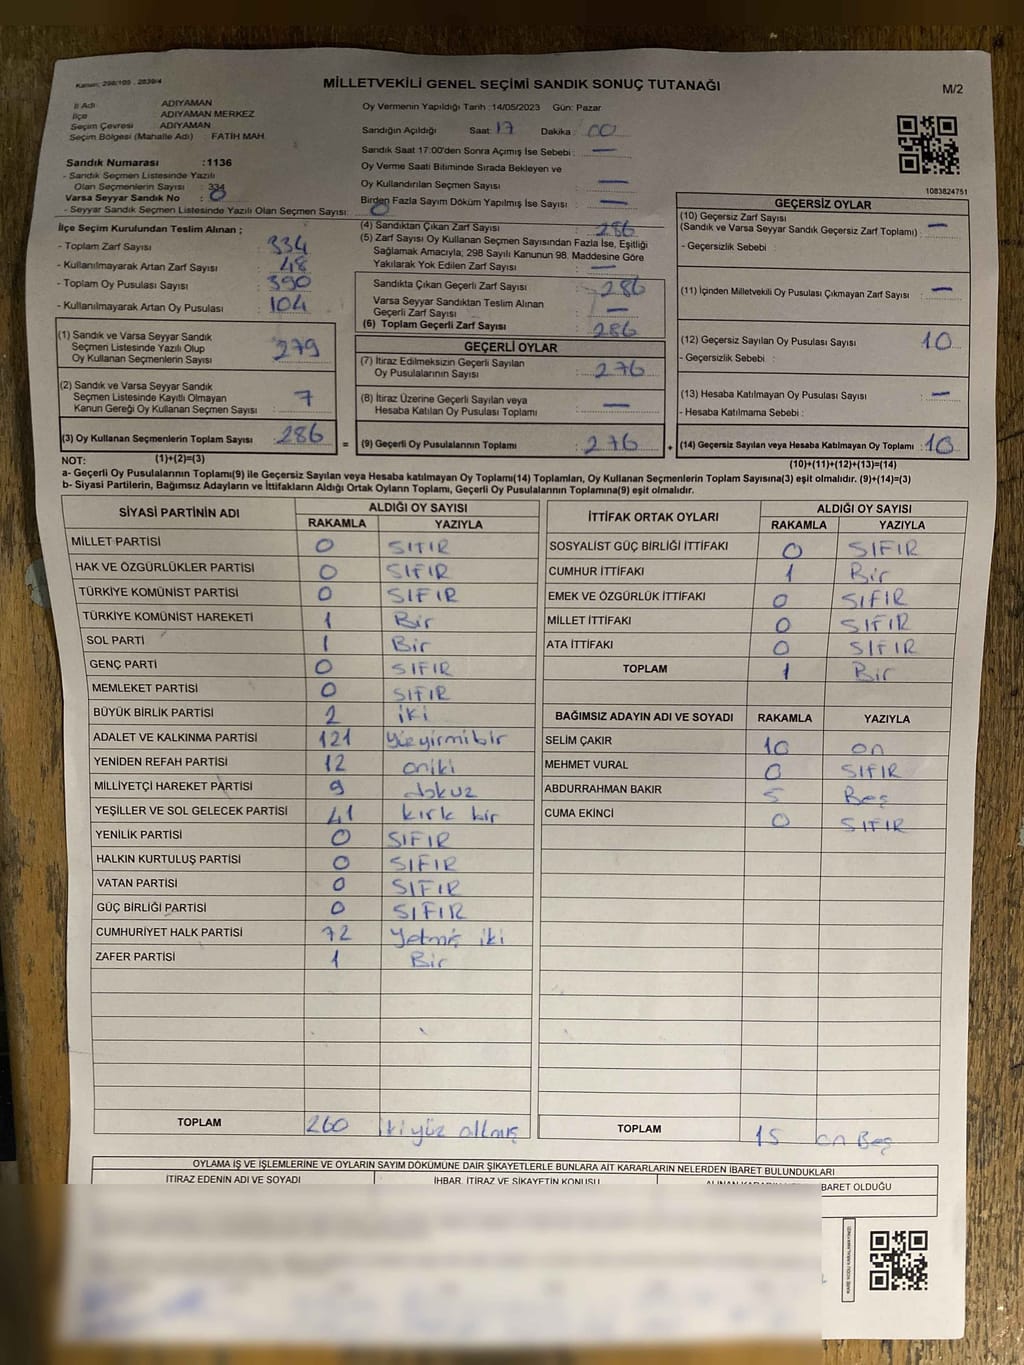 Kanun: 298/105 . 2839/4
MİLLETVEKİLİ GENEL SEÇİMİ SANDIK SONUÇ TUTANAĞI
M/2
İl Adı ADIYAMAN
İlçe ADIYAMAN MERKEZ
Seçim Çevresi ADIYAMAN
Seçim Bölgesi (Mahalle Adı) FATİH MAH.
Sandık Numarası :1136
- Sandık Seçmen Listesinde Yazılı
Olan Seçmenlerin Sayısı : 334
Varsa Seyyar Sandık No : 0
- Seyyar Sandık Seçmen Listesinde Yazılı Olan Seçmen Sayısı : 0
Oy Vermenin Yapıldığı Tarih :14/05/2023 Gün: Pazar
Sandığın Açıldığı Saat 17 Dakika 00
Sandık Saat 17:00'den Sonra Açımış İse Sebebi : —
Oy Verme Saati Bitiminde Sırada Bekleyen ve
Oy Kullandırılan Seçmen Sayısı —
Birden Fazla Sayım Döküm Yapılmış İse Sayısı : —
1083824751
İlçe Seçim Kurulundan Teslim Alınan ;
- Toplam Zarf Sayısı : 334
- Kullanılmayarak Artan Zarf Sayısı : 48
- Toplam Oy Pusulası Sayısı : 390
- Kullanılmayarak Artan Oy Pusulası : 104
(1) Sandık ve Varsa Seyyar Sandık
Seçmen Listesinde Yazılı Olup
Oy Kullanan Seçmenlerin Sayısı : 279
(2) Sandık ve Varsa Seyyar Sandık
Seçmen Listesinde Kayıtlı Olmayan
Kanun Gereği Oy Kullanan Seçmen Sayısı : 7
(3) Oy Kullanan Seçmenlerin Toplam Sayısı : 286
(1)+(2)=(3)
(4) Sandıktan Çıkan Zarf Sayısı : 286
(5) Zarf Sayısı Oy Kullanan Seçmen Sayısından Fazla İse, Eşitliği
Sağlamak Amacıyla, 298 Sayılı Kanunun 98. Maddesine Göre
Yakılarak Yok Edilen Zarf Sayısı : —
Sandıkta Çıkan Geçerli Zarf Sayısı : 286
Varsa Seyyar Sandıktan Teslim Alınan
Geçerli Zarf Sayısı : —
(6) Toplam Geçerli Zarf Sayısı : 286
GEÇERLİ OYLAR
(7) İtiraz Edilmeksizin Geçerli Sayılan
Oy Pusulalarının Sayısı : 276
(8) İtiraz Üzerine Geçerli Sayılan veya
Hesaba Katılan Oy Pusulası Toplamı : —
= (9) Geçerli Oy Pusulalarının Toplamı : 276
GEÇERSİZ OYLAR
(10) Geçersiz Zarf Sayısı
(Sandık ve Varsa Seyyar Sandık Geçersiz Zarf Toplamı) : —
- Geçersizlik Sebebi :
(11) İçinden Milletvekili Oy Pusulası Çıkmayan Zarf Sayısı : —
(12) Geçersiz Sayılan Oy Pusulası Sayısı : 10
- Geçersizlik Sebebi :
(13) Hesaba Katılmayan Oy Pusulası Sayısı : —
- Hesaba Katılmama Sebebi :
+ (14) Geçersiz Sayılan veya Hesaba Katılmayan Oy Toplamı : 10
(10)+(11)+(12)+(13)=(14)
NOT:
a- Geçerli Oy Pusulalarının Toplamı(9) ile Geçersiz Sayılan veya Hesaba katılmayan Oy Toplamı(14) Toplamları, Oy Kullanan Seçmenlerin Toplam Sayısına(3) eşit olmalıdır. (9)+(14)=(3)
b- Siyasi Partilerin, Bağımsız Adayların ve İttifakların Aldığı Ortak Oyların Toplamı, Geçerli Oy Pusulalarının Toplamına(9) eşit olmalıdır.
SİYASİ PARTİNİN ADI ALDIĞI OY SAYISI
RAKAMLA YAZIYLA
MİLLET PARTİSİ 0 SIFIR
HAK VE ÖZGÜRLÜKLER PARTİSİ 0 SIFIR
TÜRKİYE KOMÜNİST PARTİSİ 0 SIFIR
TÜRKİYE KOMÜNİST HAREKETİ 1 Bir
SOL PARTİ 1 Bir
GENÇ PARTİ 0 SIFIR
MEMLEKET PARTİSİ 0 SIFIR
BÜYÜK BİRLİK PARTİSİ 2 iki
ADALET VE KALKINMA PARTİSİ 121 yüzyirmibir
YENİDEN REFAH PARTİSİ 12 oniki
MİLLİYETÇİ HAREKET PARTİSİ 9 dokuz
YEŞİLLER VE SOL GELECEK PARTİSİ 41 kırk bir
YENİLİK PARTİSİ 0 SIFIR
HALKIN KURTULUŞ PARTİSİ 0 SIFIR
VATAN PARTİSİ 0 SIFIR
GÜÇ BİRLİĞİ PARTİSİ 0 SIFIR
CUMHURİYET HALK PARTİSİ 72 Yetmiş iki
ZAFER PARTİSİ 1 Bir
TOPLAM 260 İkiyüz altmış
İTTİFAK ORTAK OYLARI ALDIĞI OY SAYISI
RAKAMLA YAZIYLA
SOSYALİST GÜÇ BİRLİĞİ İTTİFAKI 0 SIFIR
CUMHUR İTTİFAKI 1 Bir
EMEK VE ÖZGÜRLÜK İTTİFAKI 0 SIFIR
MİLLET İTTİFAKI 0 SIFIR
ATA İTTİFAKI 0 SIFIR
TOPLAM 1 Bir
BAĞIMSIZ ADAYIN ADI VE SOYADI RAKAMLA YAZIYLA
SELİM ÇAKIR 10 on
MEHMET VURAL 0 SIFIR
ABDURRAHMAN BAKIR 5 Beş
CUMA EKİNCİ 0 SIFIR
TOPLAM 15 on Beş
OYLAMA İŞ VE İŞLEMLERİNE VE OYLARIN SAYIM DÖKÜMÜNE DAİR ŞİKAYETLERLE BUNLARA AİT KARARLARIN NELERDEN İBARET BULUNDUKLARI
İTİRAZ EDENİN ADI VE SOYADI İHBAR, İTİRAZ VE ŞİKAYETİN KONUSU BARET OLDUĞU